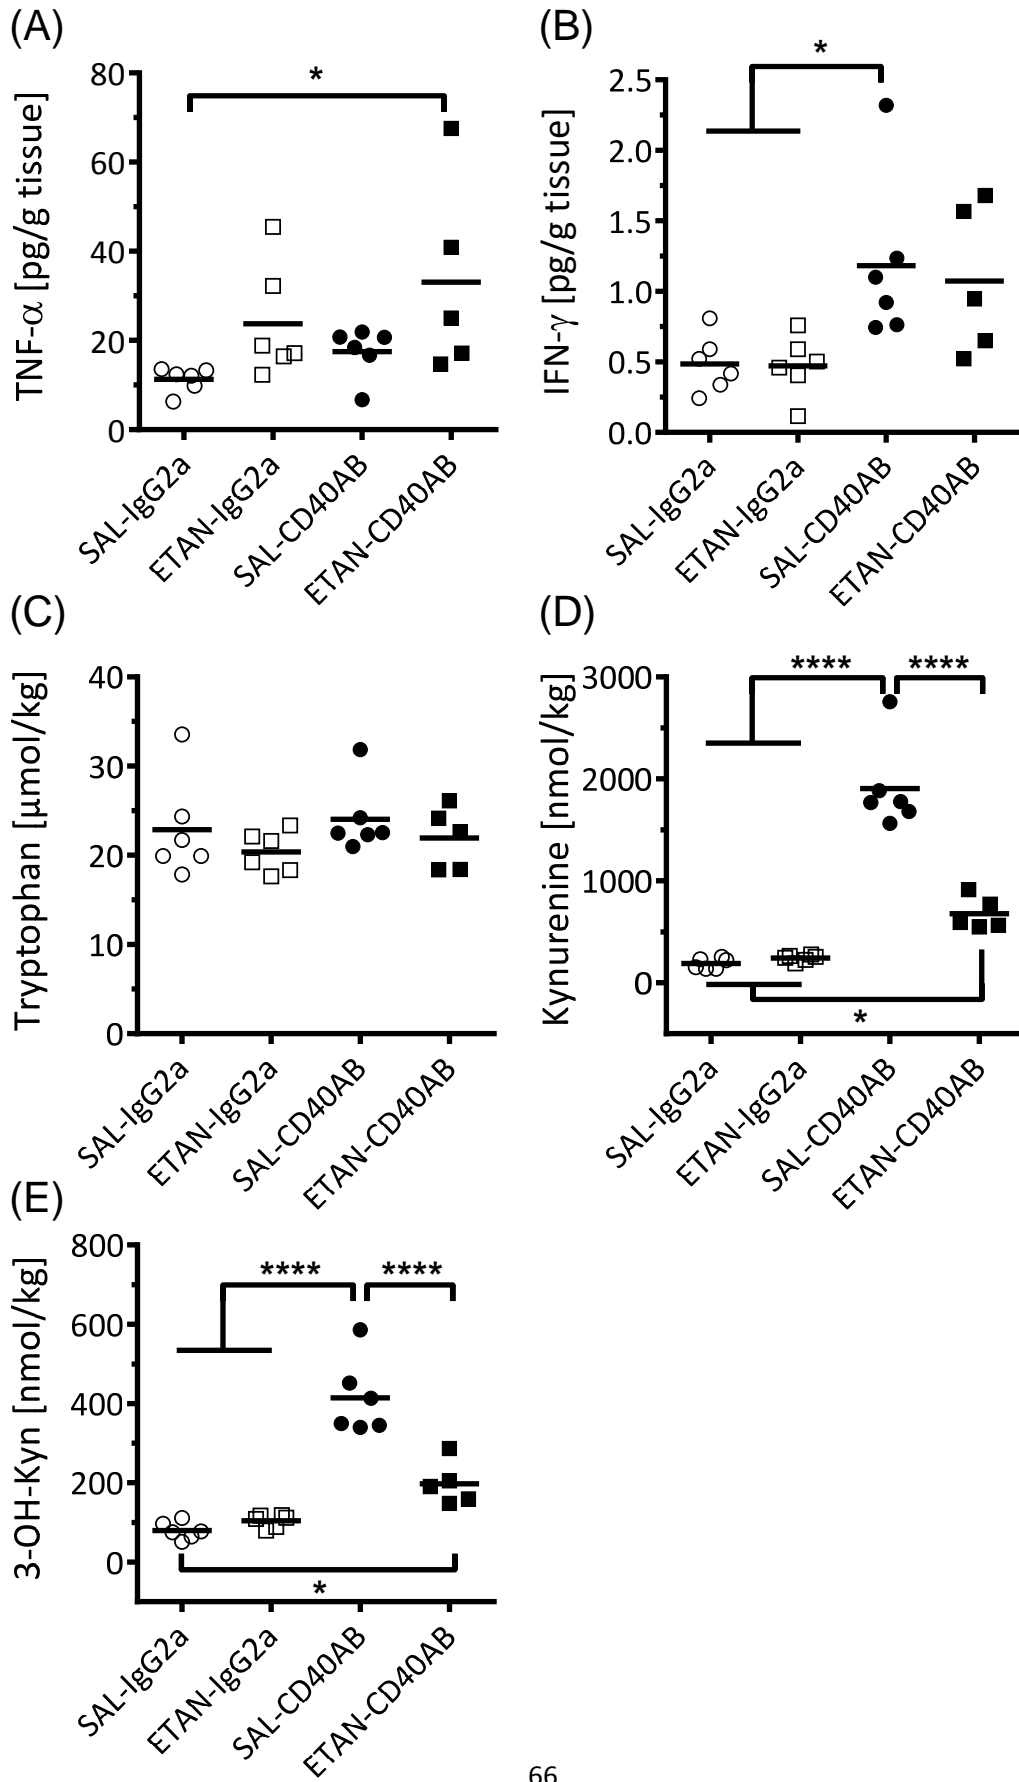 (A)
TNF-α [pg/g tissue]
80
60
40
20
0
*
SAL-IgG2a
ETAN-IgG2a
SAL-CD40AB
ETAN-CD40AB
(B)
IFN-γ [pg/g tissue]
2.5
2.0
1.5
1.0
0.5
0.0
*
SAL-IgG2a
ETAN-IgG2a
SAL-CD40AB
ETAN-CD40AB
(C)
Tryptophan [µmol/kg]
40
30
20
10
0
SAL-IgG2a
ETAN-IgG2a
SAL-CD40AB
ETAN-CD40AB
(D)
Kynurenine [nmol/kg]
3000
2000
1000
0
**** ****
*
SAL-IgG2a
ETAN-IgG2a
SAL-CD40AB
ETAN-CD40AB
(E)
3-OH-Kyn [nmol/kg]
800
600
400
200
0
**** ****
*
SAL-IgG2a
ETAN-IgG2a
SAL-CD40AB
ETAN-CD40AB
66